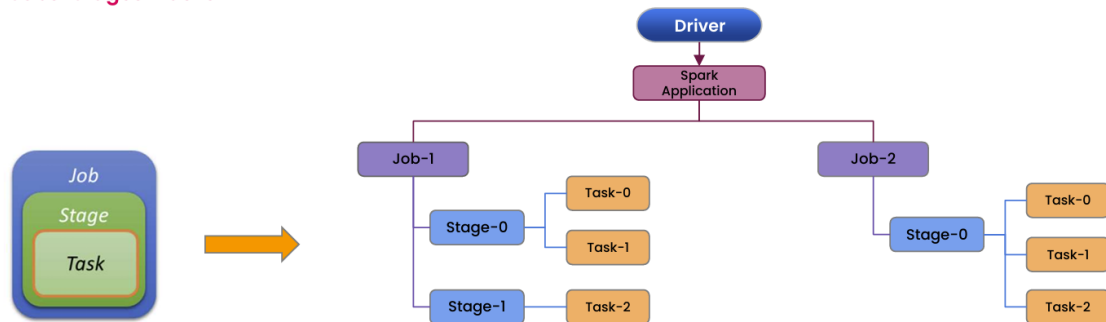 Driver
Spark
Application
Job-1
Job-2
Job
Stage
Task
Stage-0
Task-0
Task-1
Stage-1
Task-2
Stage-0
Task-0
Task-1
Task-2